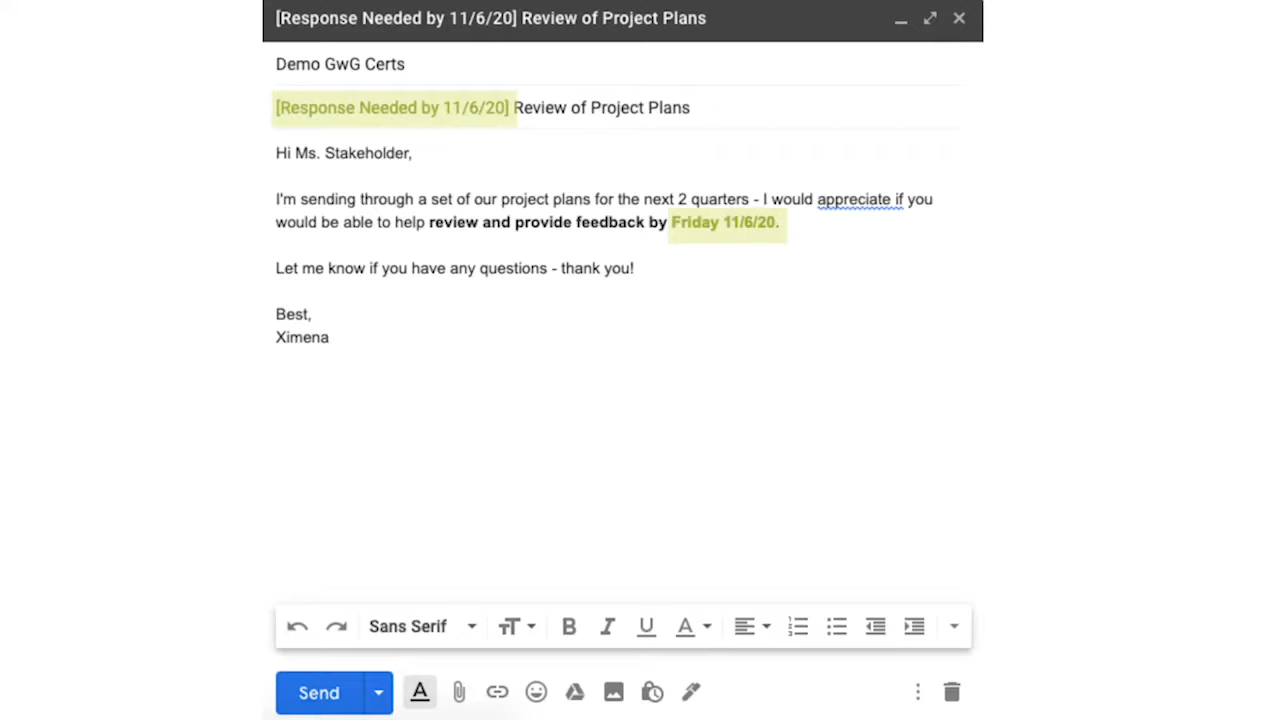 [Response Needed by 11/6/20] Review of Project Plans
Demo GwG Certs
[Response Needed by 11/6/20] Review of Project Plans
Hi Ms. Stakeholder,
I'm sending through a set of our project plans for the next 2 quarters - I would appreciate if you
would be able to help review and provide feedback by Friday 11/6/20.
Let me know if you have any questions - thank you!
Best,
Ximena
Sans Serif
Send